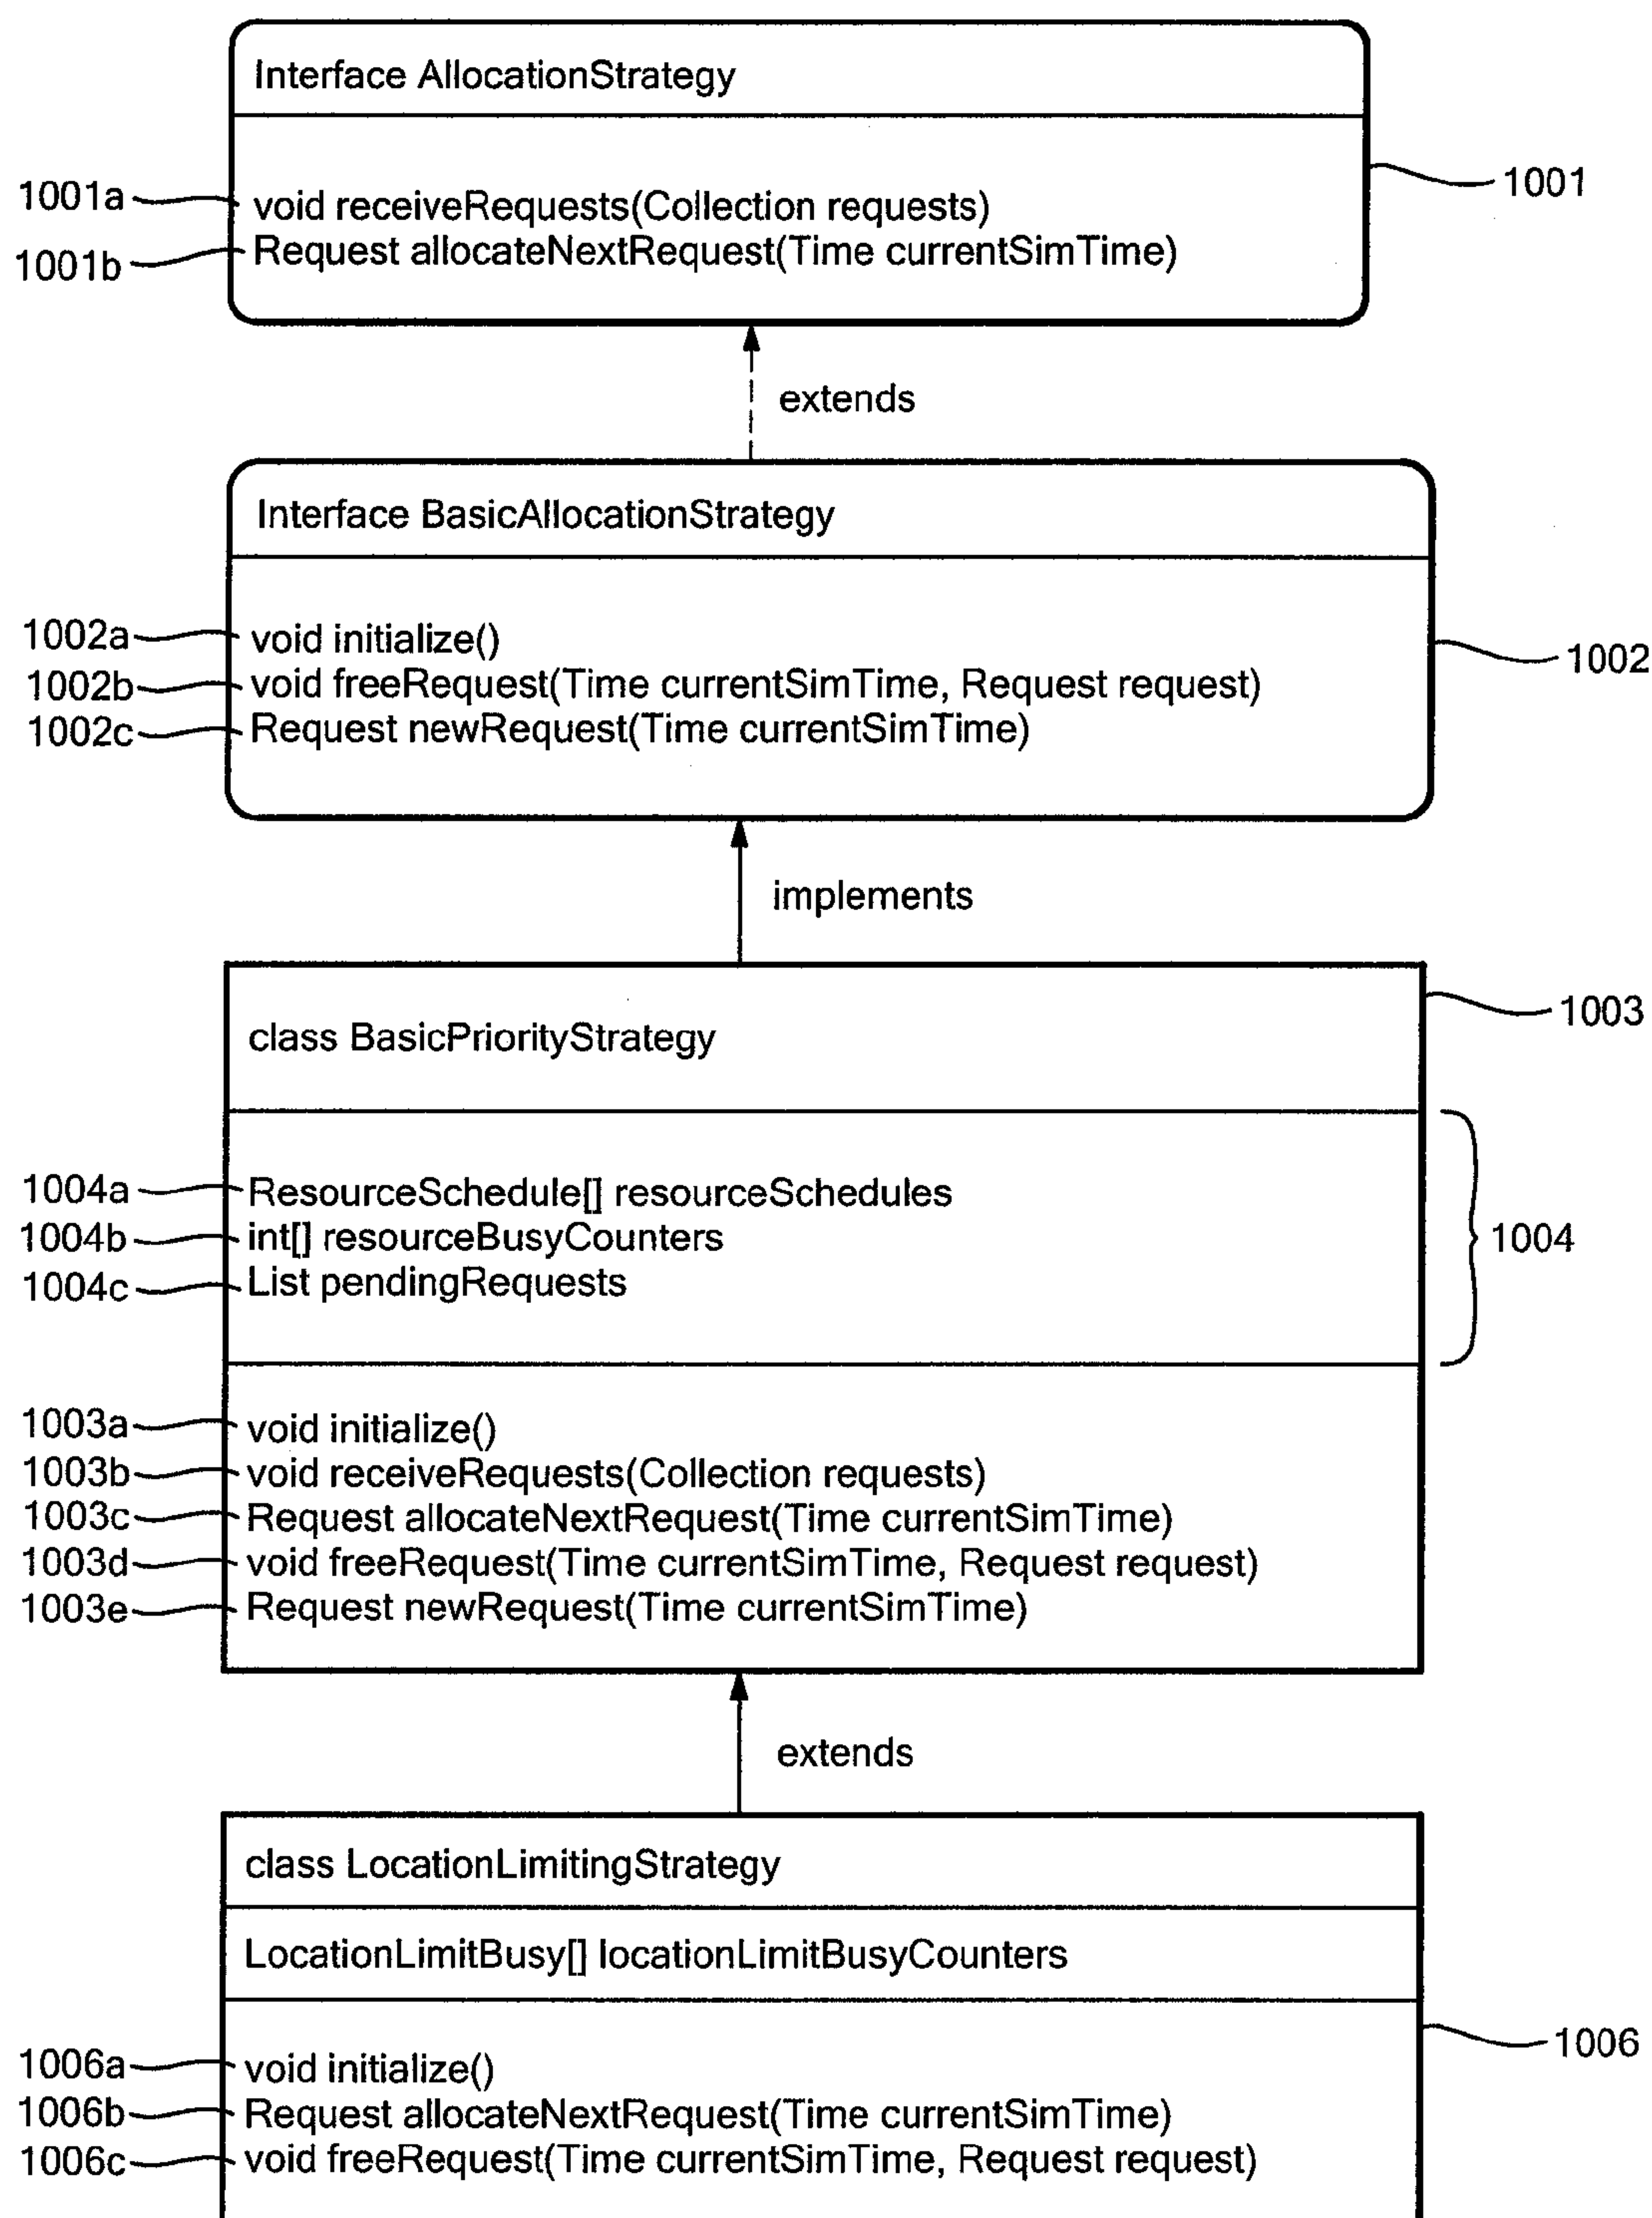 Interface AllocationStrategy
1001a
void receiveRequests(Collection requests)
1001
1001b
Request allocateNextRequest(Time currentSimTime)
extends
Interface BasicAllocationStrategy
1002a
void initialize()
1002
1002b
void freeRequest(Time currentSimTime, Request request)
1002c
Request newRequest(Time currentSimTime)
implements
class BasicPriorityStrategy
1003
1004a
ResourceSchedule[] resourceSchedules
1004b
int[] resourceBusyCounters
1004
1004c
List pendingRequests
1003a
void initialize()
1003b
void receiveRequests(Collection requests)
1003c
Request allocateNextRequest(Time currentSimTime)
1003d
void freeRequest(Time currentSimTime, Request request)
1003e
Request newRequest(Time currentSimTime)
extends
class LocationLimitingStrategy
LocationLimitBusy[] locationLimitBusyCounters
1006
1006a
void initialize()
1006b
Request allocateNextRequest(Time currentSimTime)
1006c
void freeRequest(Time currentSimTime, Request request)